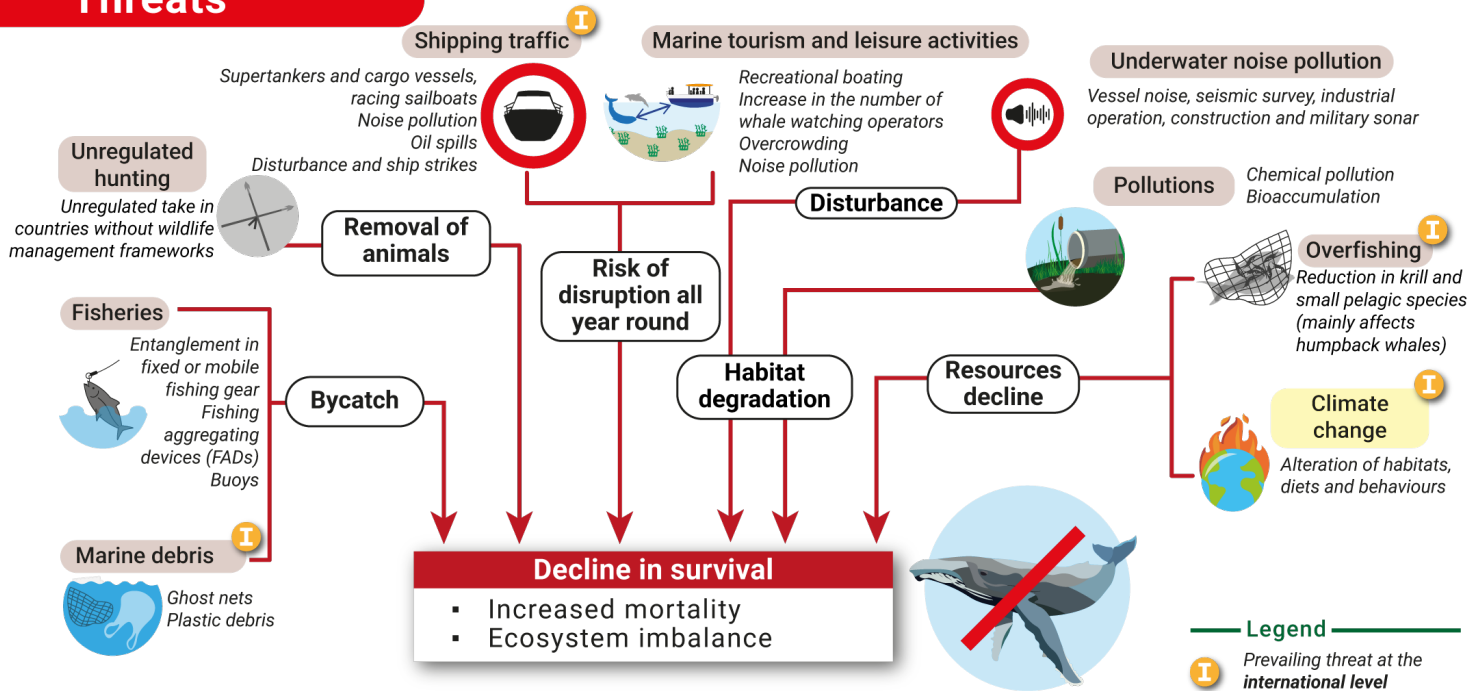 Threats
Shipping traffic
I
Supertankers and cargo vessels,
racing sailboats
Noise pollution
Oil spills
Disturbance and ship strikes
Marine tourism and leisure activities
Recreational boating
Increase in the number of
whale watching operators
Overcrowding
Noise pollution
Underwater noise pollution
Vessel noise, seismic survey, industrial
operation, construction and military sonar
Unregulated
hunting
Unregulated take in
countries without wildlife
management frameworks
Removal of
animals
Risk of
disruption all
year round
Disturbance
Pollutions
Chemical pollution
Bioaccumulation
Overfishing
I
Reduction in krill and
small pelagic species
(mainly affects
humpback whales)
Fisheries
Entanglement in
fixed or mobile
fishing gear
Fishing
aggregating
devices (FADs)
Buoys
Bycatch
Habitat
degradation
Resources
decline
Climate
change
I
Alteration of habitats,
diets and behaviours
Marine debris
I
Ghost nets
Plastic debris
Decline in survival
▪ Increased mortality
▪ Ecosystem imbalance
Legend
I
Prevailing threat at the
international level